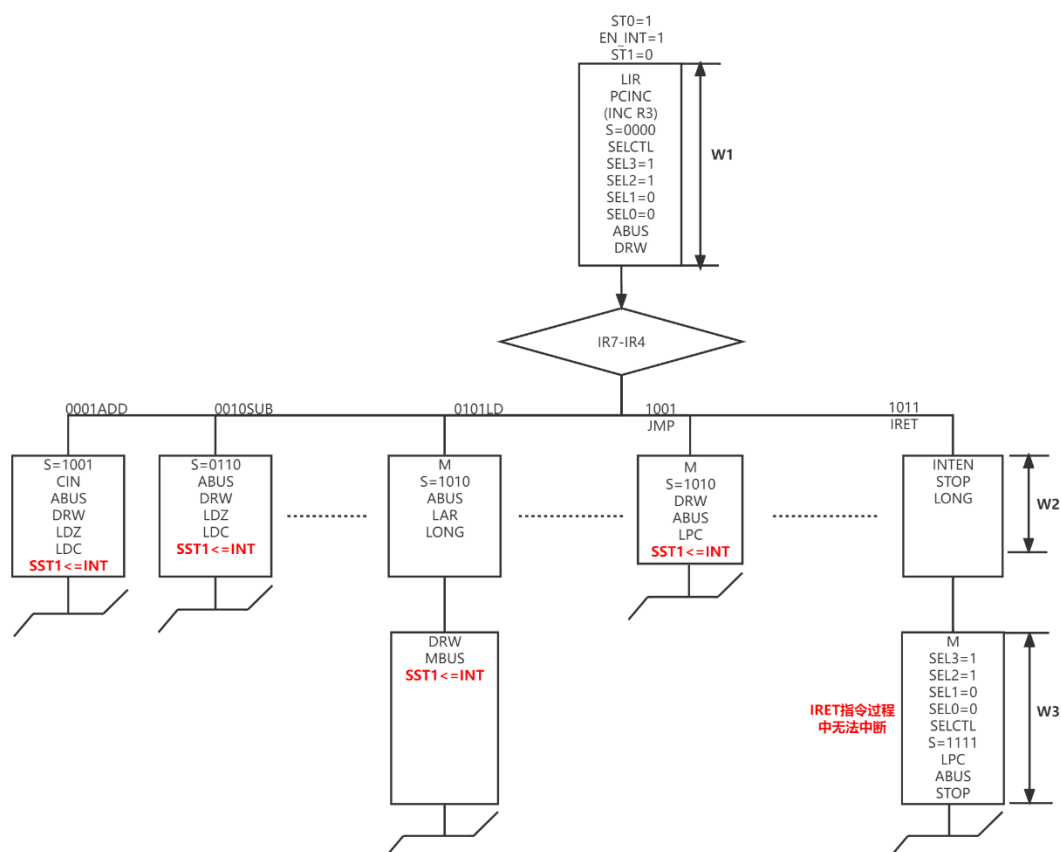 ST0=1
EN_INT=1
ST1=0
LIR
PCINC
(INC R3)
S=0000
SELCTL
SEL3=1
SEL2=1
SEL1=0
SEL0=0
ABUS
DRW
W1
IR7-IR4
0001ADD
0010SUB
0101LD
1001
JMP
1011
IRET
S=1001
CIN
ABUS
DRW
LDZ
LDC
SST1<=INT
S=0110
ABUS
DRW
LDZ
LDC
SST1<=INT
M
S=1010
ABUS
LAR
LONG
M
S=1010
DRW
ABUS
LPC
SST1<=INT
INTEN
STOP
LONG
W2
DRW
MBUS
SST1<=INT
IRET指令过程
中无法中断
M
SEL3=1
SEL2=1
SEL1=0
SEL0=0
SELCTL
S=1111
LPC
ABUS
STOP
W3